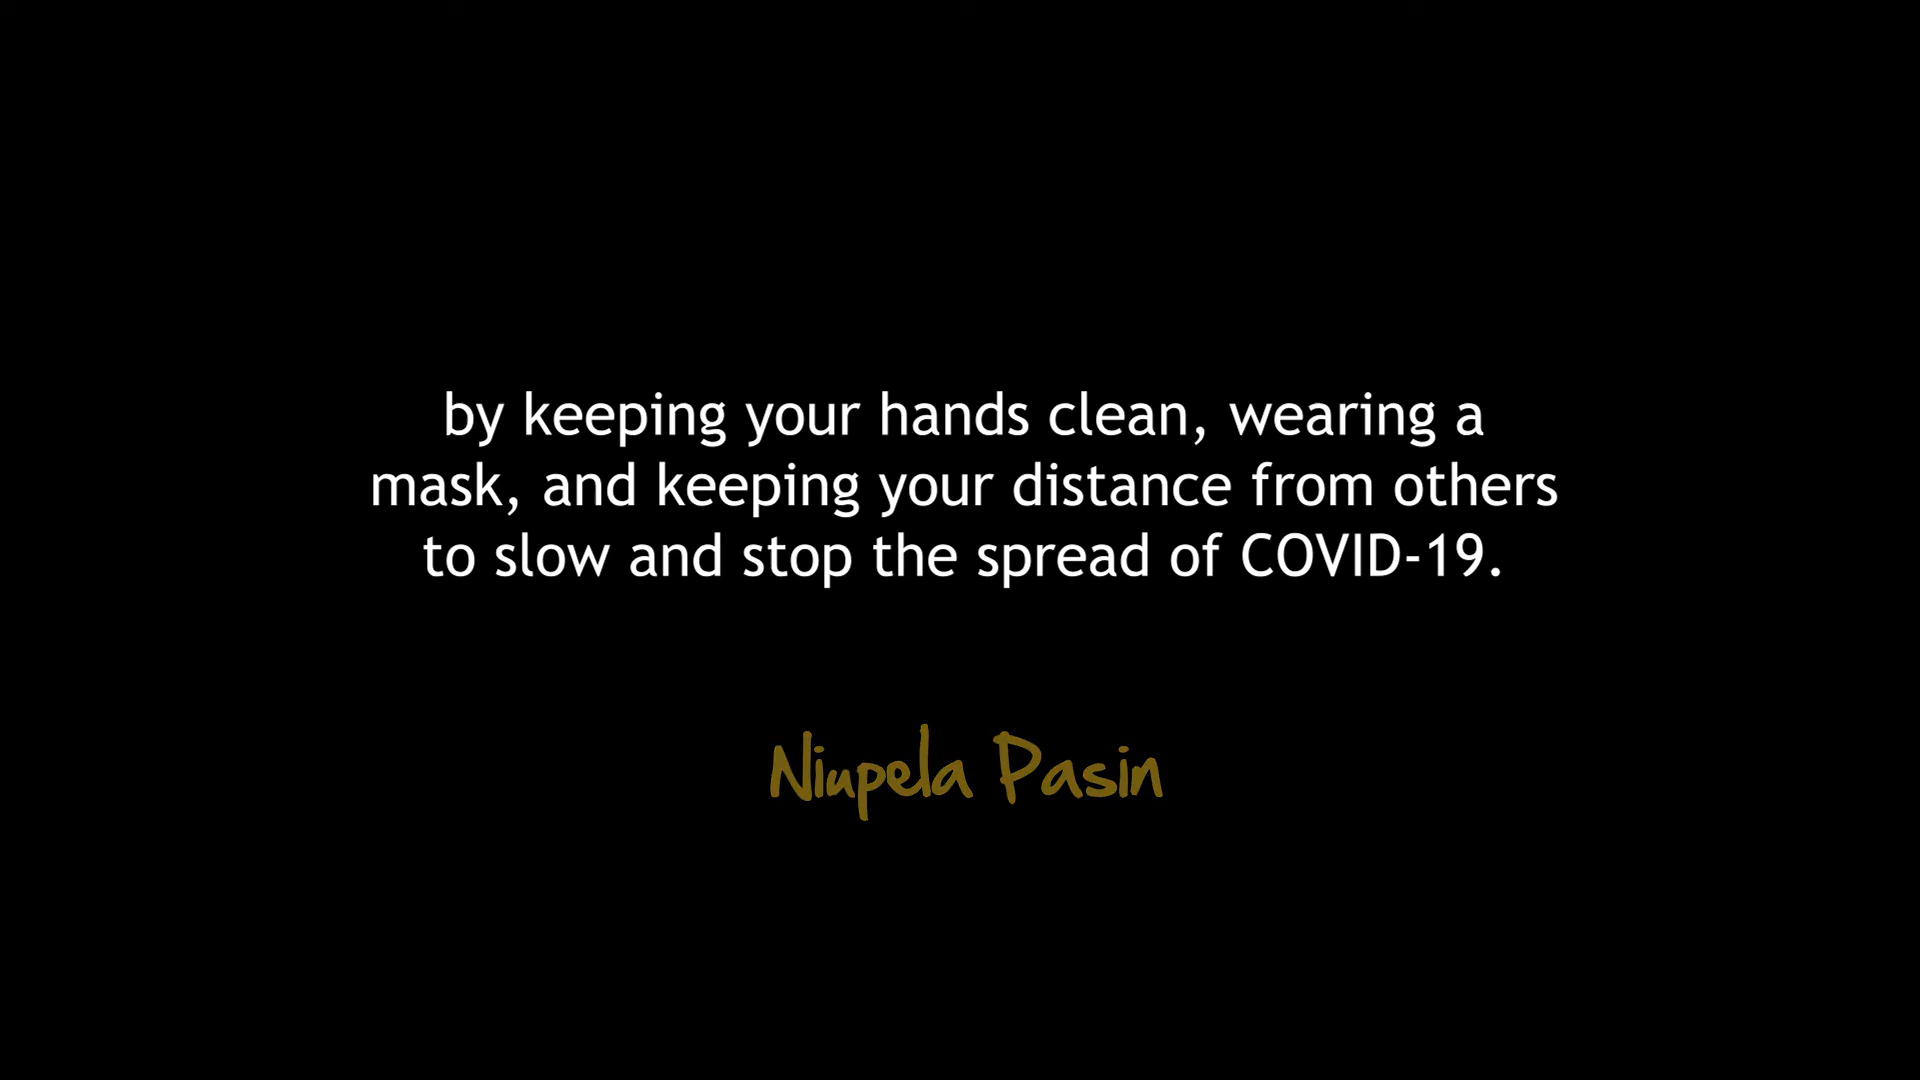 by keeping your hands clean, wearing a
mask, and keeping your distance from others
to slow and stop the spread of COVID-19.
Niupela Pasin